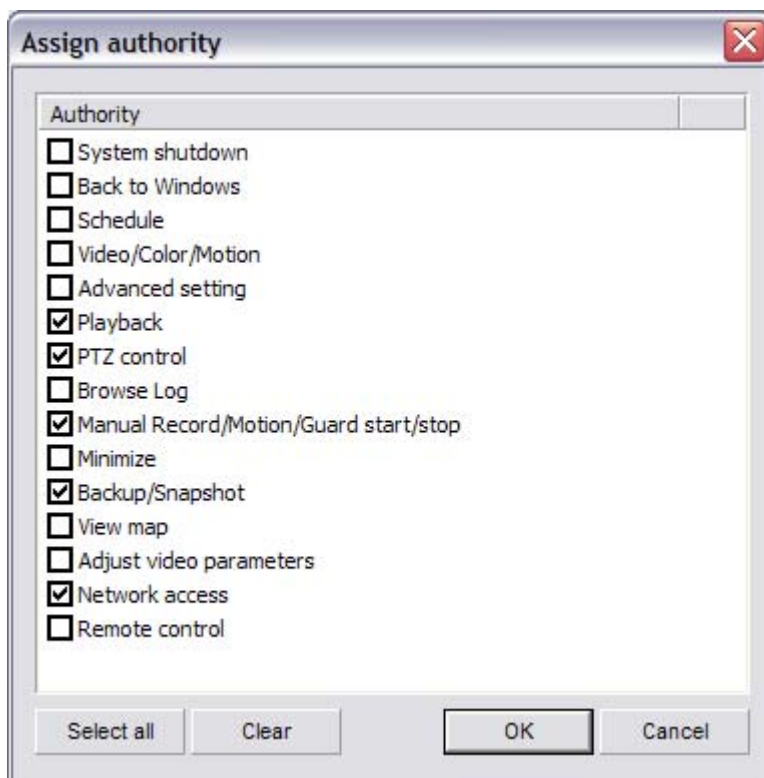 Assign authority
Authority
System shutdown
Back to Windows
Schedule
Video/Color/Motion
Advanced setting
Playback
PTZ control
Browse Log
Manual Record/Motion/Guard start/stop
Minimize
Backup/Snapshot
View map
Adjust video parameters
Network access
Remote control
Select all Clear OK Cancel